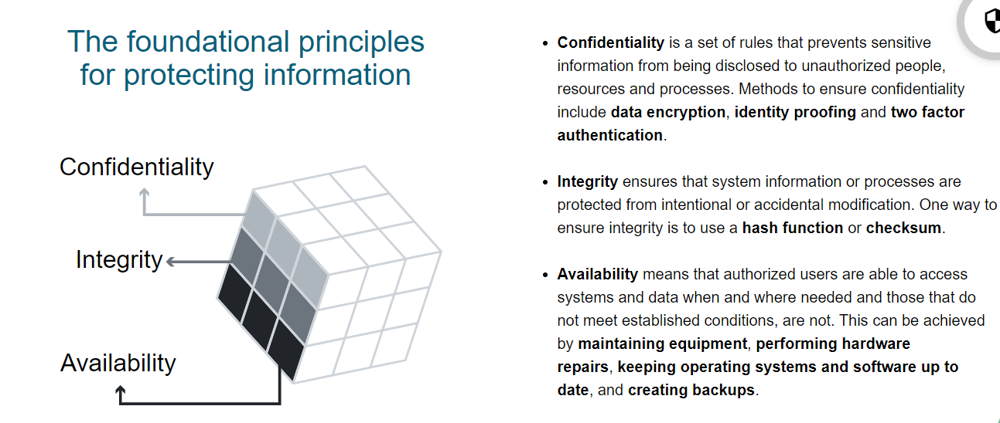 The foundational principles
for protecting information
Confidentiality
Integrity
Availability
• Confidentiality is a set of rules that prevents sensitive
information from being disclosed to unauthorized people,
resources and processes. Methods to ensure confidentiality
include data encryption, identity proofing and two factor
authentication.
• Integrity ensures that system information or processes are
protected from intentional or accidental modification. One way to
ensure integrity is to use a hash function or checksum.
• Availability means that authorized users are able to access
systems and data when and where needed and those that do
not meet established conditions, are not. This can be achieved
by maintaining equipment, performing hardware
repairs, keeping operating systems and software up to
date, and creating backups.